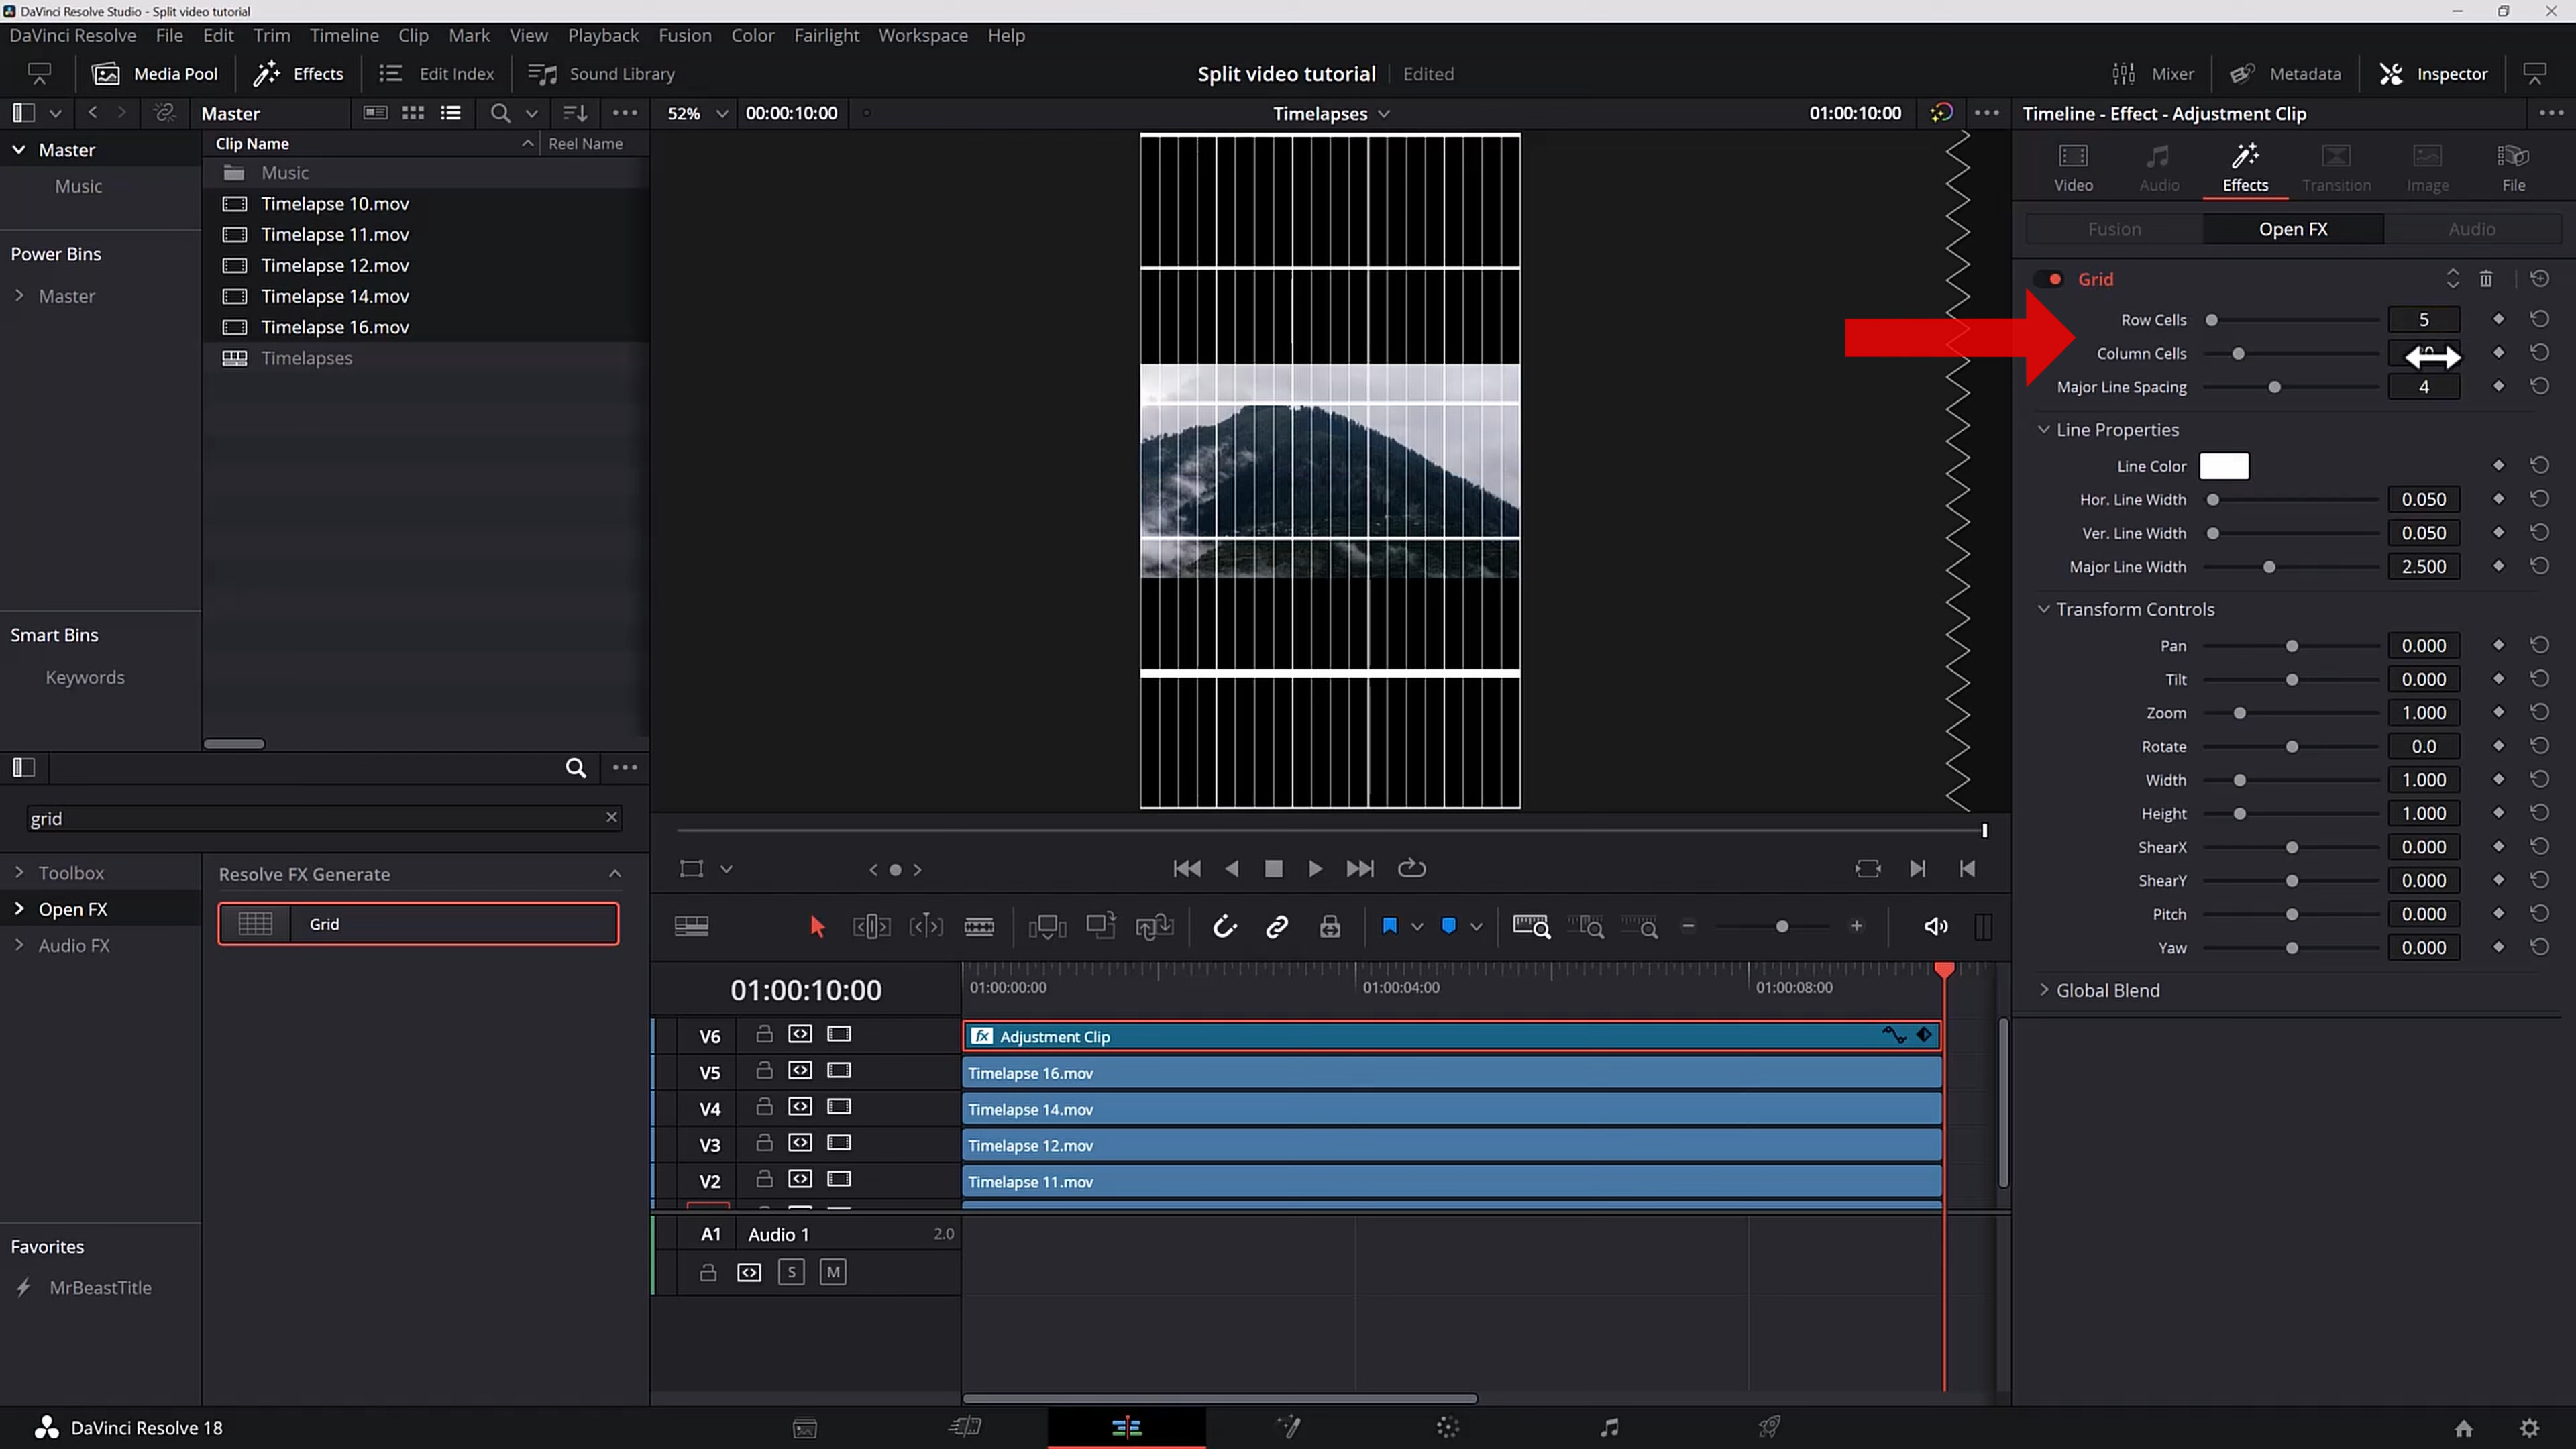 DaVinci Resolve Studio - Split video tutorial
DaVinci Resolve File Edit Trim Timeline Clip Mark View Playback Fusion Color Fairlight Workspace Help
Media Pool Effects Edit Index Sound Library
Split video tutorial Edited
Mixer Metadata Inspector
Master
52% 00:00:10:00 Timelapses 01:00:10:00
Timeline - Effect - Adjustment Clip
Master
Music
Power Bins
Master
Smart Bins
Keywords
Clip Name Reel Name
Music
Timelapse 10.mov
Timelapse 11.mov
Timelapse 12.mov
Timelapse 14.mov
Timelapse 16.mov
Timelapses
Video Audio Effects Transition Image File
Fusion Open FX Audio
Grid
Row Cells 5
Column Cells
Major Line Spacing 4
Line Properties
Line Color
Hor. Line Width 0.050
Ver. Line Width 0.050
Major Line Width 2.500
Transform Controls
Pan 0.000
Tilt 0.000
Zoom 1.000
Rotate 0.0
Width 1.000
Height 1.000
ShearX 0.000
ShearY 0.000
Pitch 0.000
Yaw 0.000
Global Blend
grid
Toolbox
Open FX
Audio FX
Resolve FX Generate
Grid
Favorites
MrBeastTitle
01:00:10:00
01:00:00:00 01:00:04:00 01:00:08:00
V6 fx Adjustment Clip
V5 Timelapse 16.mov
V4 Timelapse 14.mov
V3 Timelapse 12.mov
V2 Timelapse 11.mov
A1 Audio 1 2.0
S M
DaVinci Resolve 18